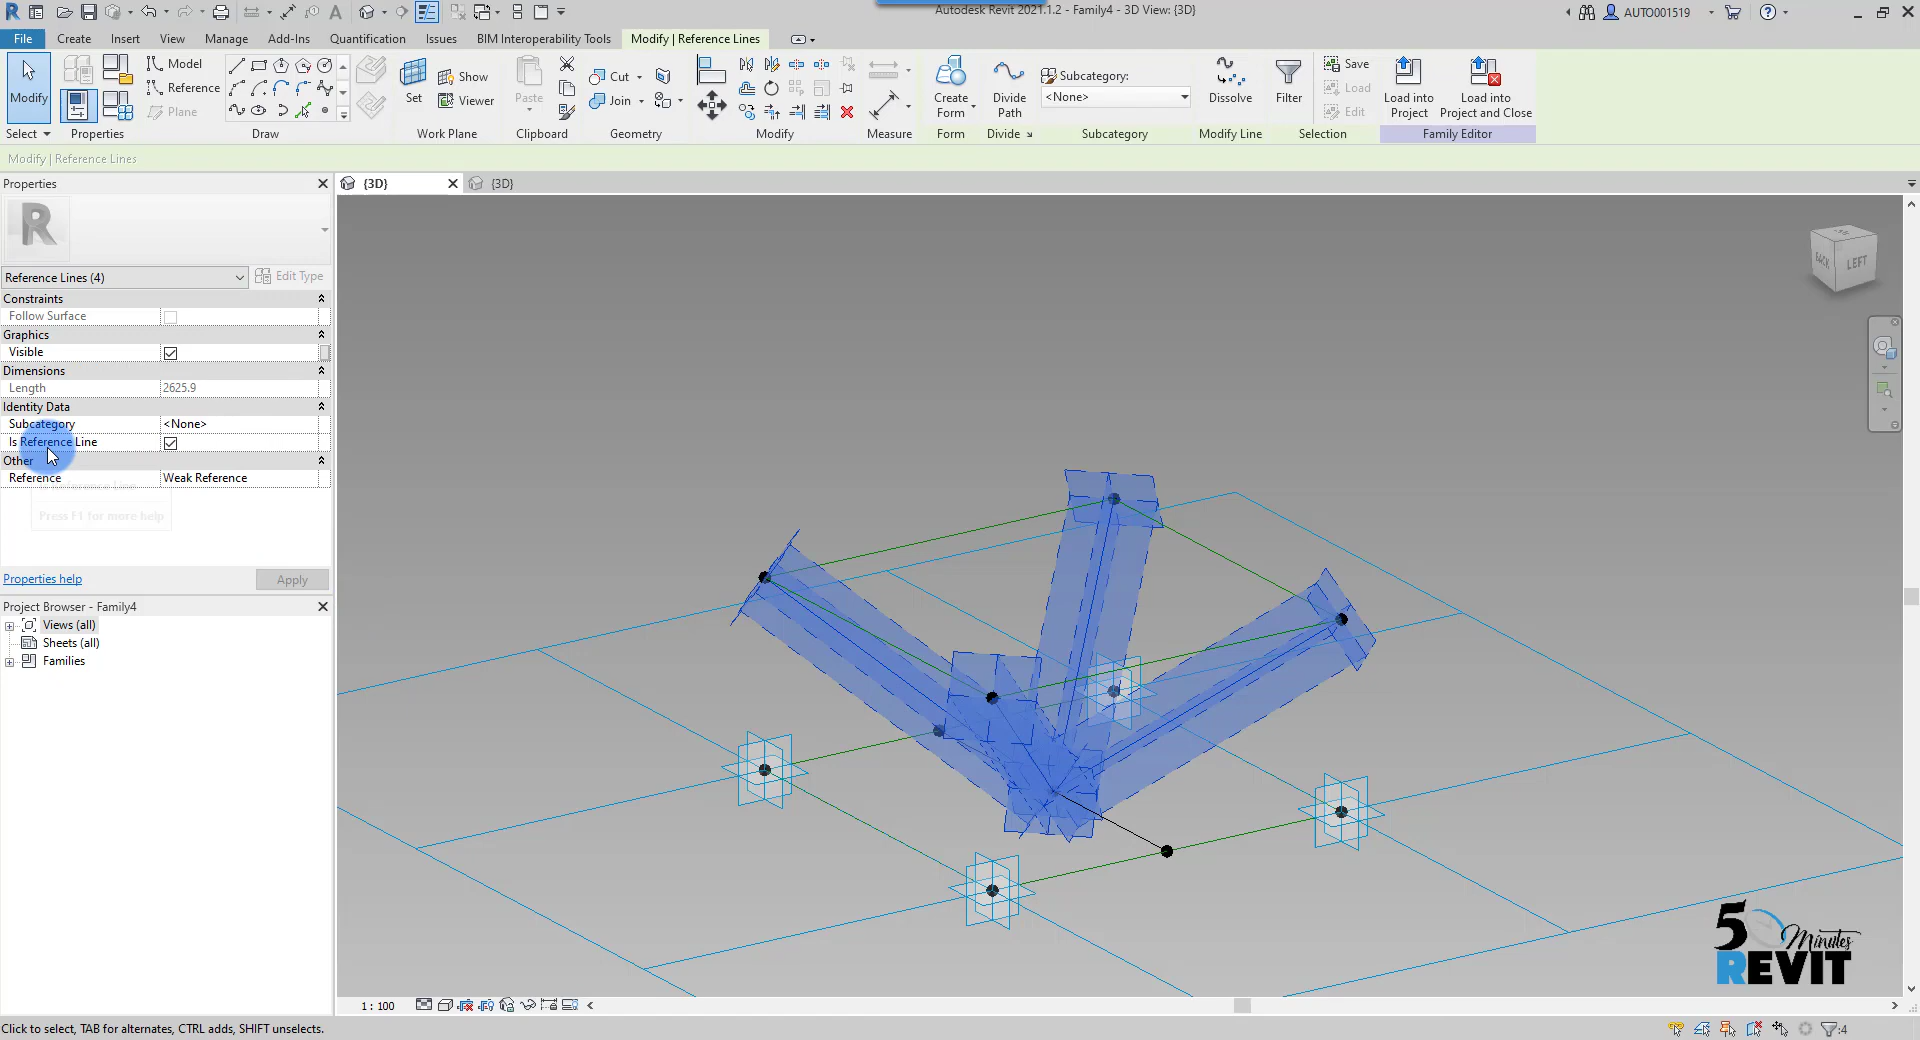 Autodesk Revit 2021.1.2 - Family4 - 3D View: {3D}
AUTO001519
File Create Insert View Manage Add-Ins Quantification Issues BIM Interoperability Tools Modify | Reference Lines
Modify
Select
Properties
Model
Reference
Plane
Draw
Set
Show
Viewer
Work Plane
Paste
Clipboard
Cut
Join
Geometry
Modify
Measure
Create
Form
Form
Divide
Path
Divide
Subcategory:
<None>
Subcategory
Dissolve
Modify Line
Filter
Save
Load
Edit
Selection
Load into
Project
Load into
Project and Close
Family Editor
Modify | Reference Lines
Properties
{3D}
{3D}
R
Reference Lines (4)
Edit Type
Constraints
Follow Surface
Graphics
Visible
Dimensions
Length 2625.9
Identity Data
Subcategory <None>
Is Reference Line
Other
Reference Weak Reference
Press F1 for more help
Properties help
Apply
Project Browser - Family4
Views (all)
Sheets (all)
Families
BACK
LEFT
5 Minutes
REVIT
1 : 100
Click to select, TAB for alternates, CTRL adds, SHIFT unselects.
:4